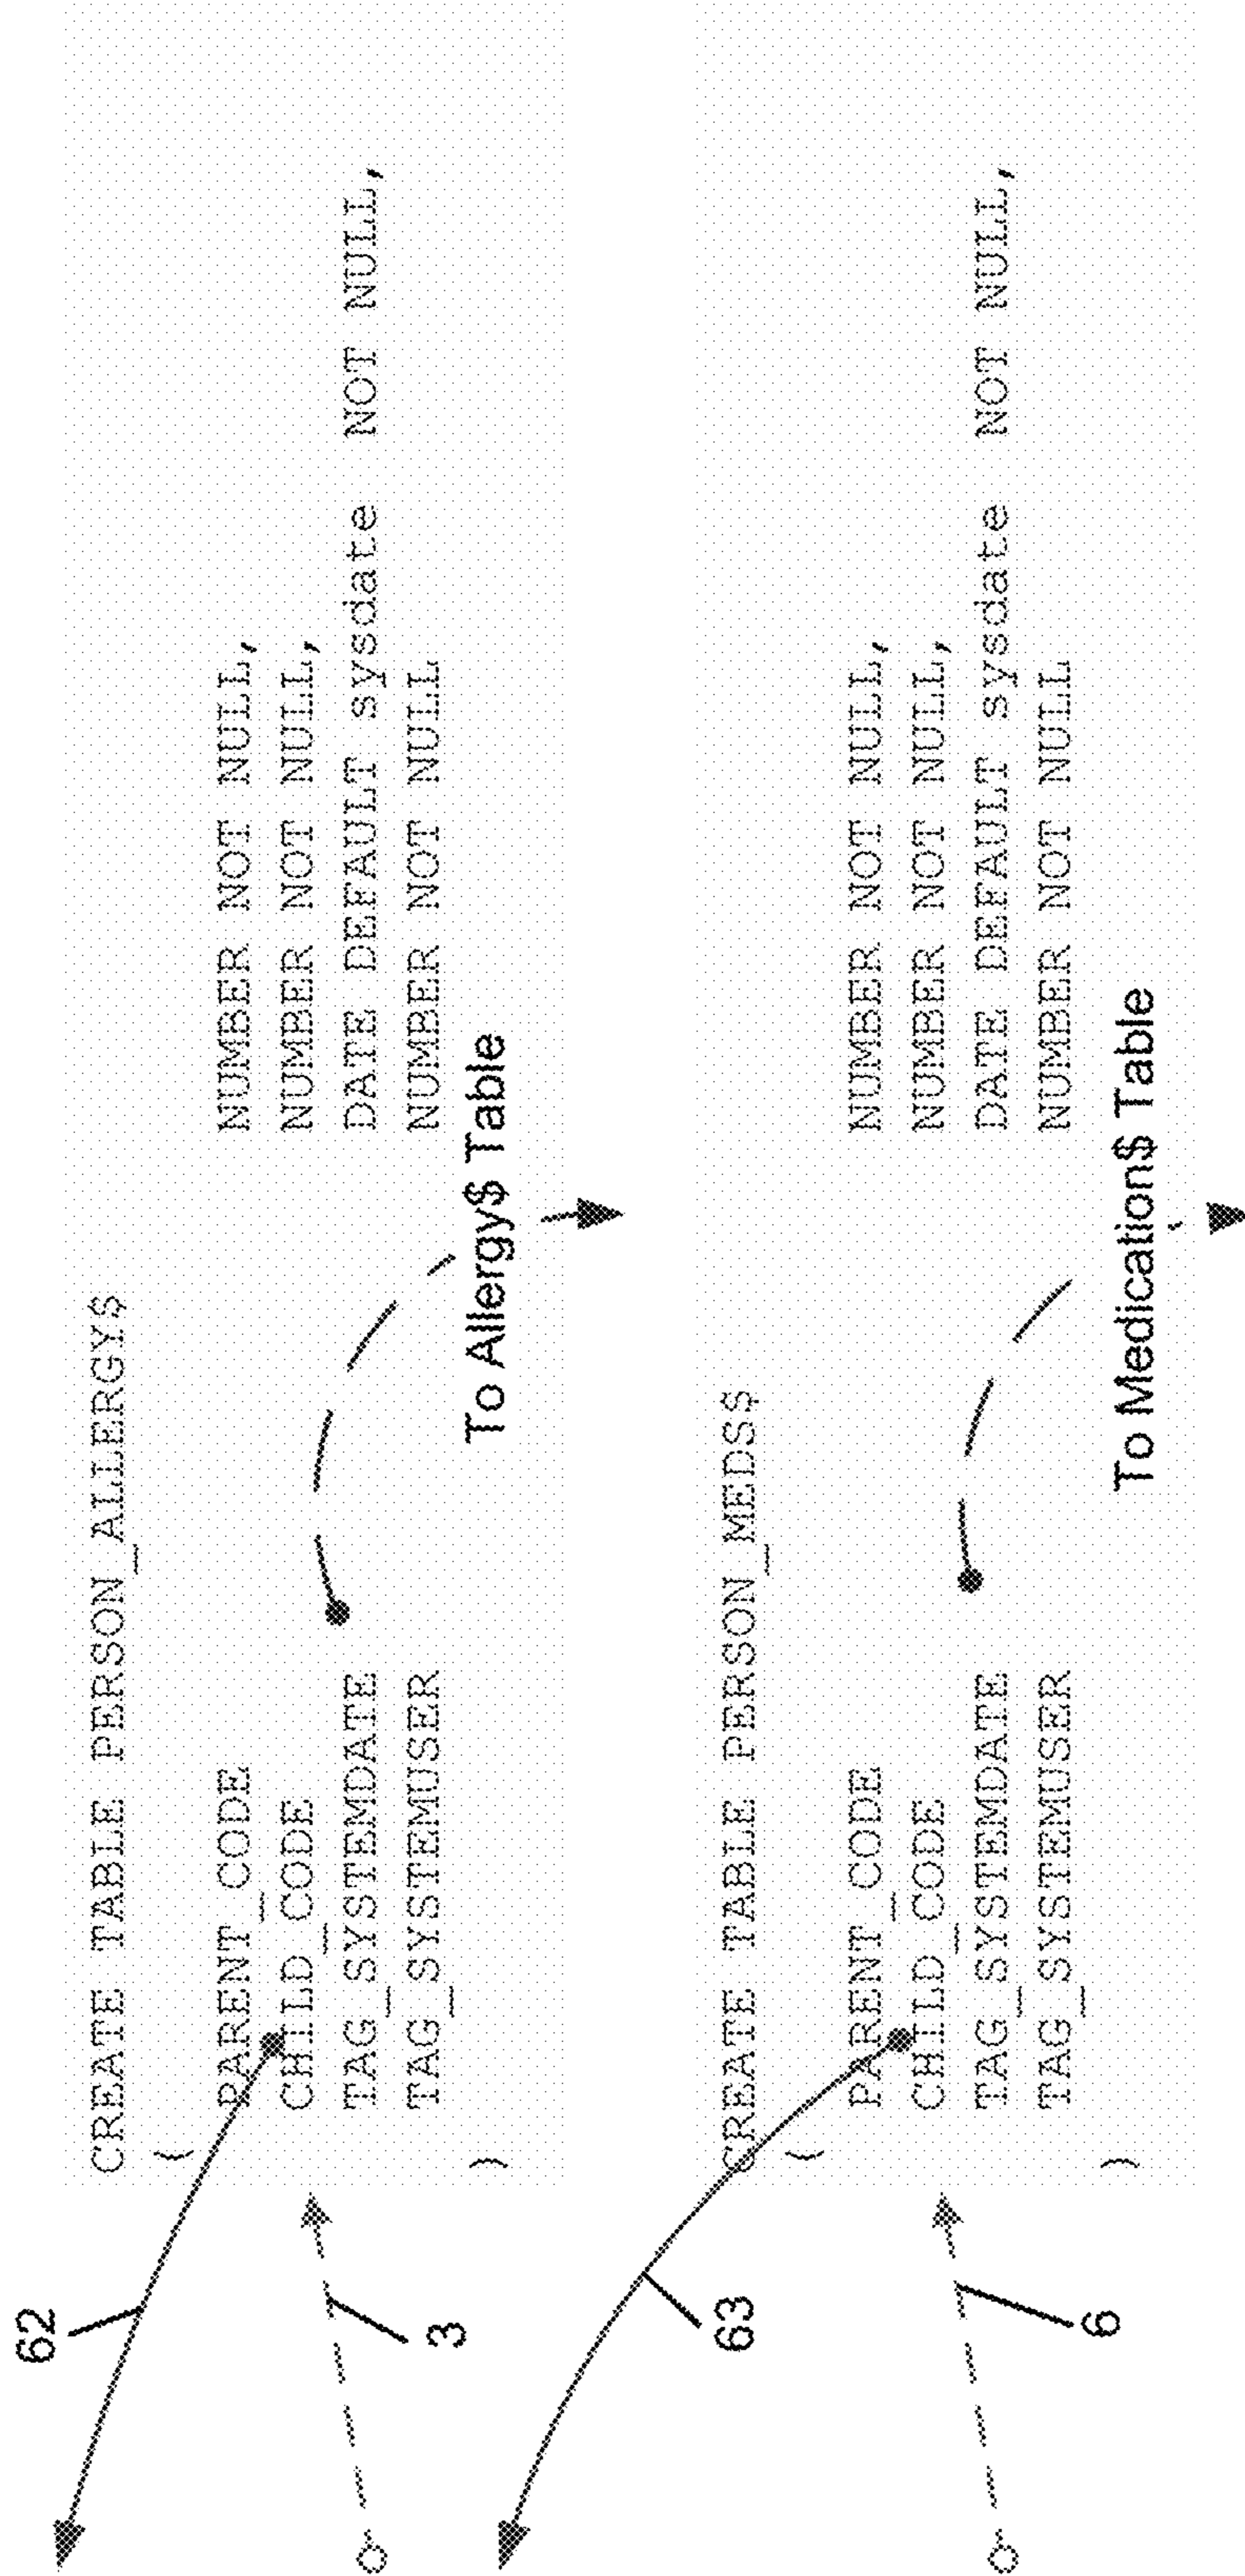 62
CREATE TABLE PERSON_ALLERGY$
(
PARENT_CODE NUMBER NOT NULL,
CHILD_CODE NUMBER NOT NULL,
TAG_SYSTEMDATE DATE DEFAULT sysdate NOT NULL,
TAG_SYSTEMUSER NUMBER NOT NULL
)
3
To Allergy$ Table
63
CREATE TABLE PERSON_MEDS$
(
PARENT_CODE NUMBER NOT NULL,
CHILD_CODE NUMBER NOT NULL,
TAG_SYSTEMDATE DATE DEFAULT sysdate NOT NULL,
TAG_SYSTEMUSER NUMBER NOT NULL
)
6
To Medication$ Table